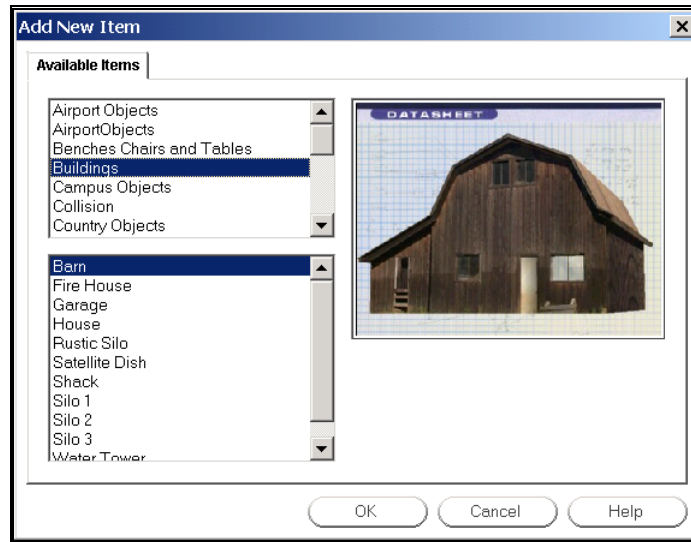 Add New Item
Available Items
Airport Objects
AirportObjects
Benches Chairs and Tables
Buildings
Campus Objects
Collision
Country Objects
DATASHEET
Barn
Fire House
Garage
House
Rustic Silo
Satellite Dish
Shack
Silo 1
Silo 2
Silo 3
Water Tower
OK
Cancel
Help